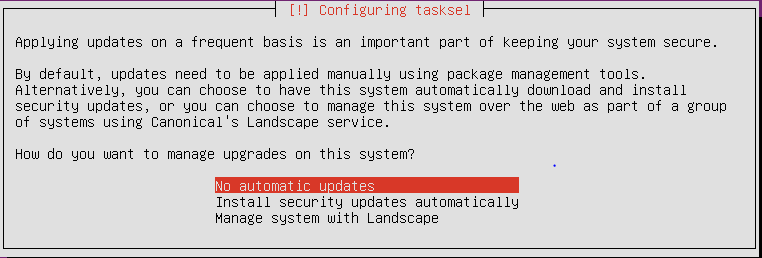 [!] Configuring tasksel
Applying updates on a frequent basis is an important part of keeping your system secure.
By default, updates need to be applied manually using package management tools.
Alternatively, you can choose to have this system automatically download and install
security updates, or you can choose to manage this system over the web as part of a group
of systems using Canonical's Landscape service.
How do you want to manage upgrades on this system?
No automatic updates
Install security updates automatically
Manage system with Landscape